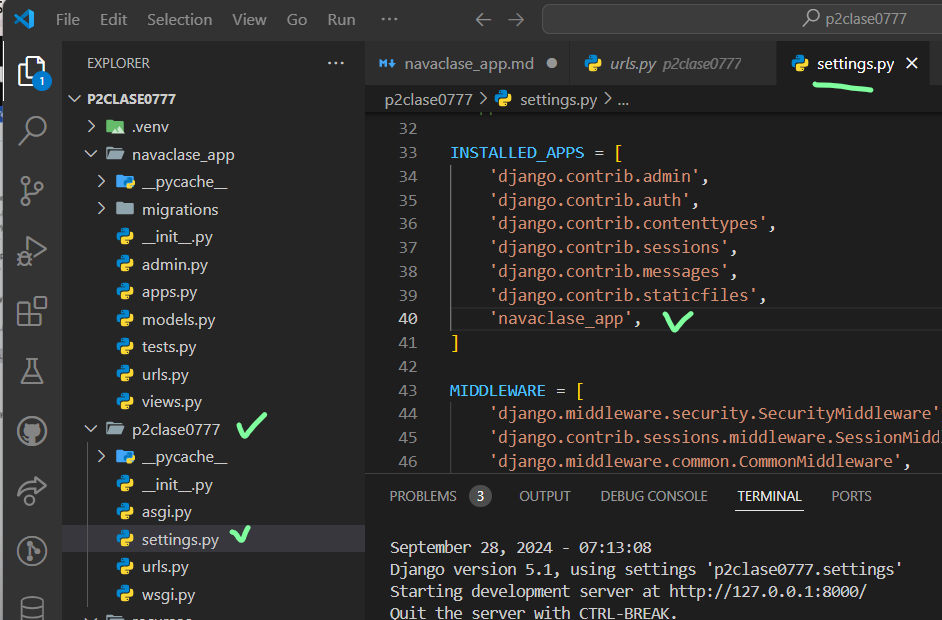 File Edit Selection View Go Run ··· ← → p2clase0777
EXPLORER ···
P2CLASE0777
.venv
navaclase_app
__pycache__
migrations
__init__.py
admin.py
apps.py
models.py
tests.py
urls.py
views.py
p2clase0777
__pycache__
__init__.py
asgi.py
settings.py
urls.py
wsgi.py
1
navaclase_app.md ● urls.py p2clase0777 settings.py ×
p2clase0777 > settings.py > ...
32
33 INSTALLED_APPS = [
34 'django.contrib.admin',
35 'django.contrib.auth',
36 'django.contrib.contenttypes',
37 'django.contrib.sessions',
38 'django.contrib.messages',
39 'django.contrib.staticfiles',
40 'navaclase_app',
41 ]
42
43 MIDDLEWARE = [
44 'django.middleware.security.SecurityMiddleware'
45 'django.contrib.sessions.middleware.SessionMidd
46 'django.middleware.common.CommonMiddleware',
PROBLEMS 3 OUTPUT DEBUG CONSOLE TERMINAL PORTS
September 28, 2024 - 07:13:08
Django version 5.1, using settings 'p2clase0777.settings'
Starting development server at http://127.0.0.1:8000/
Quit the server with CTRL-BREAK.